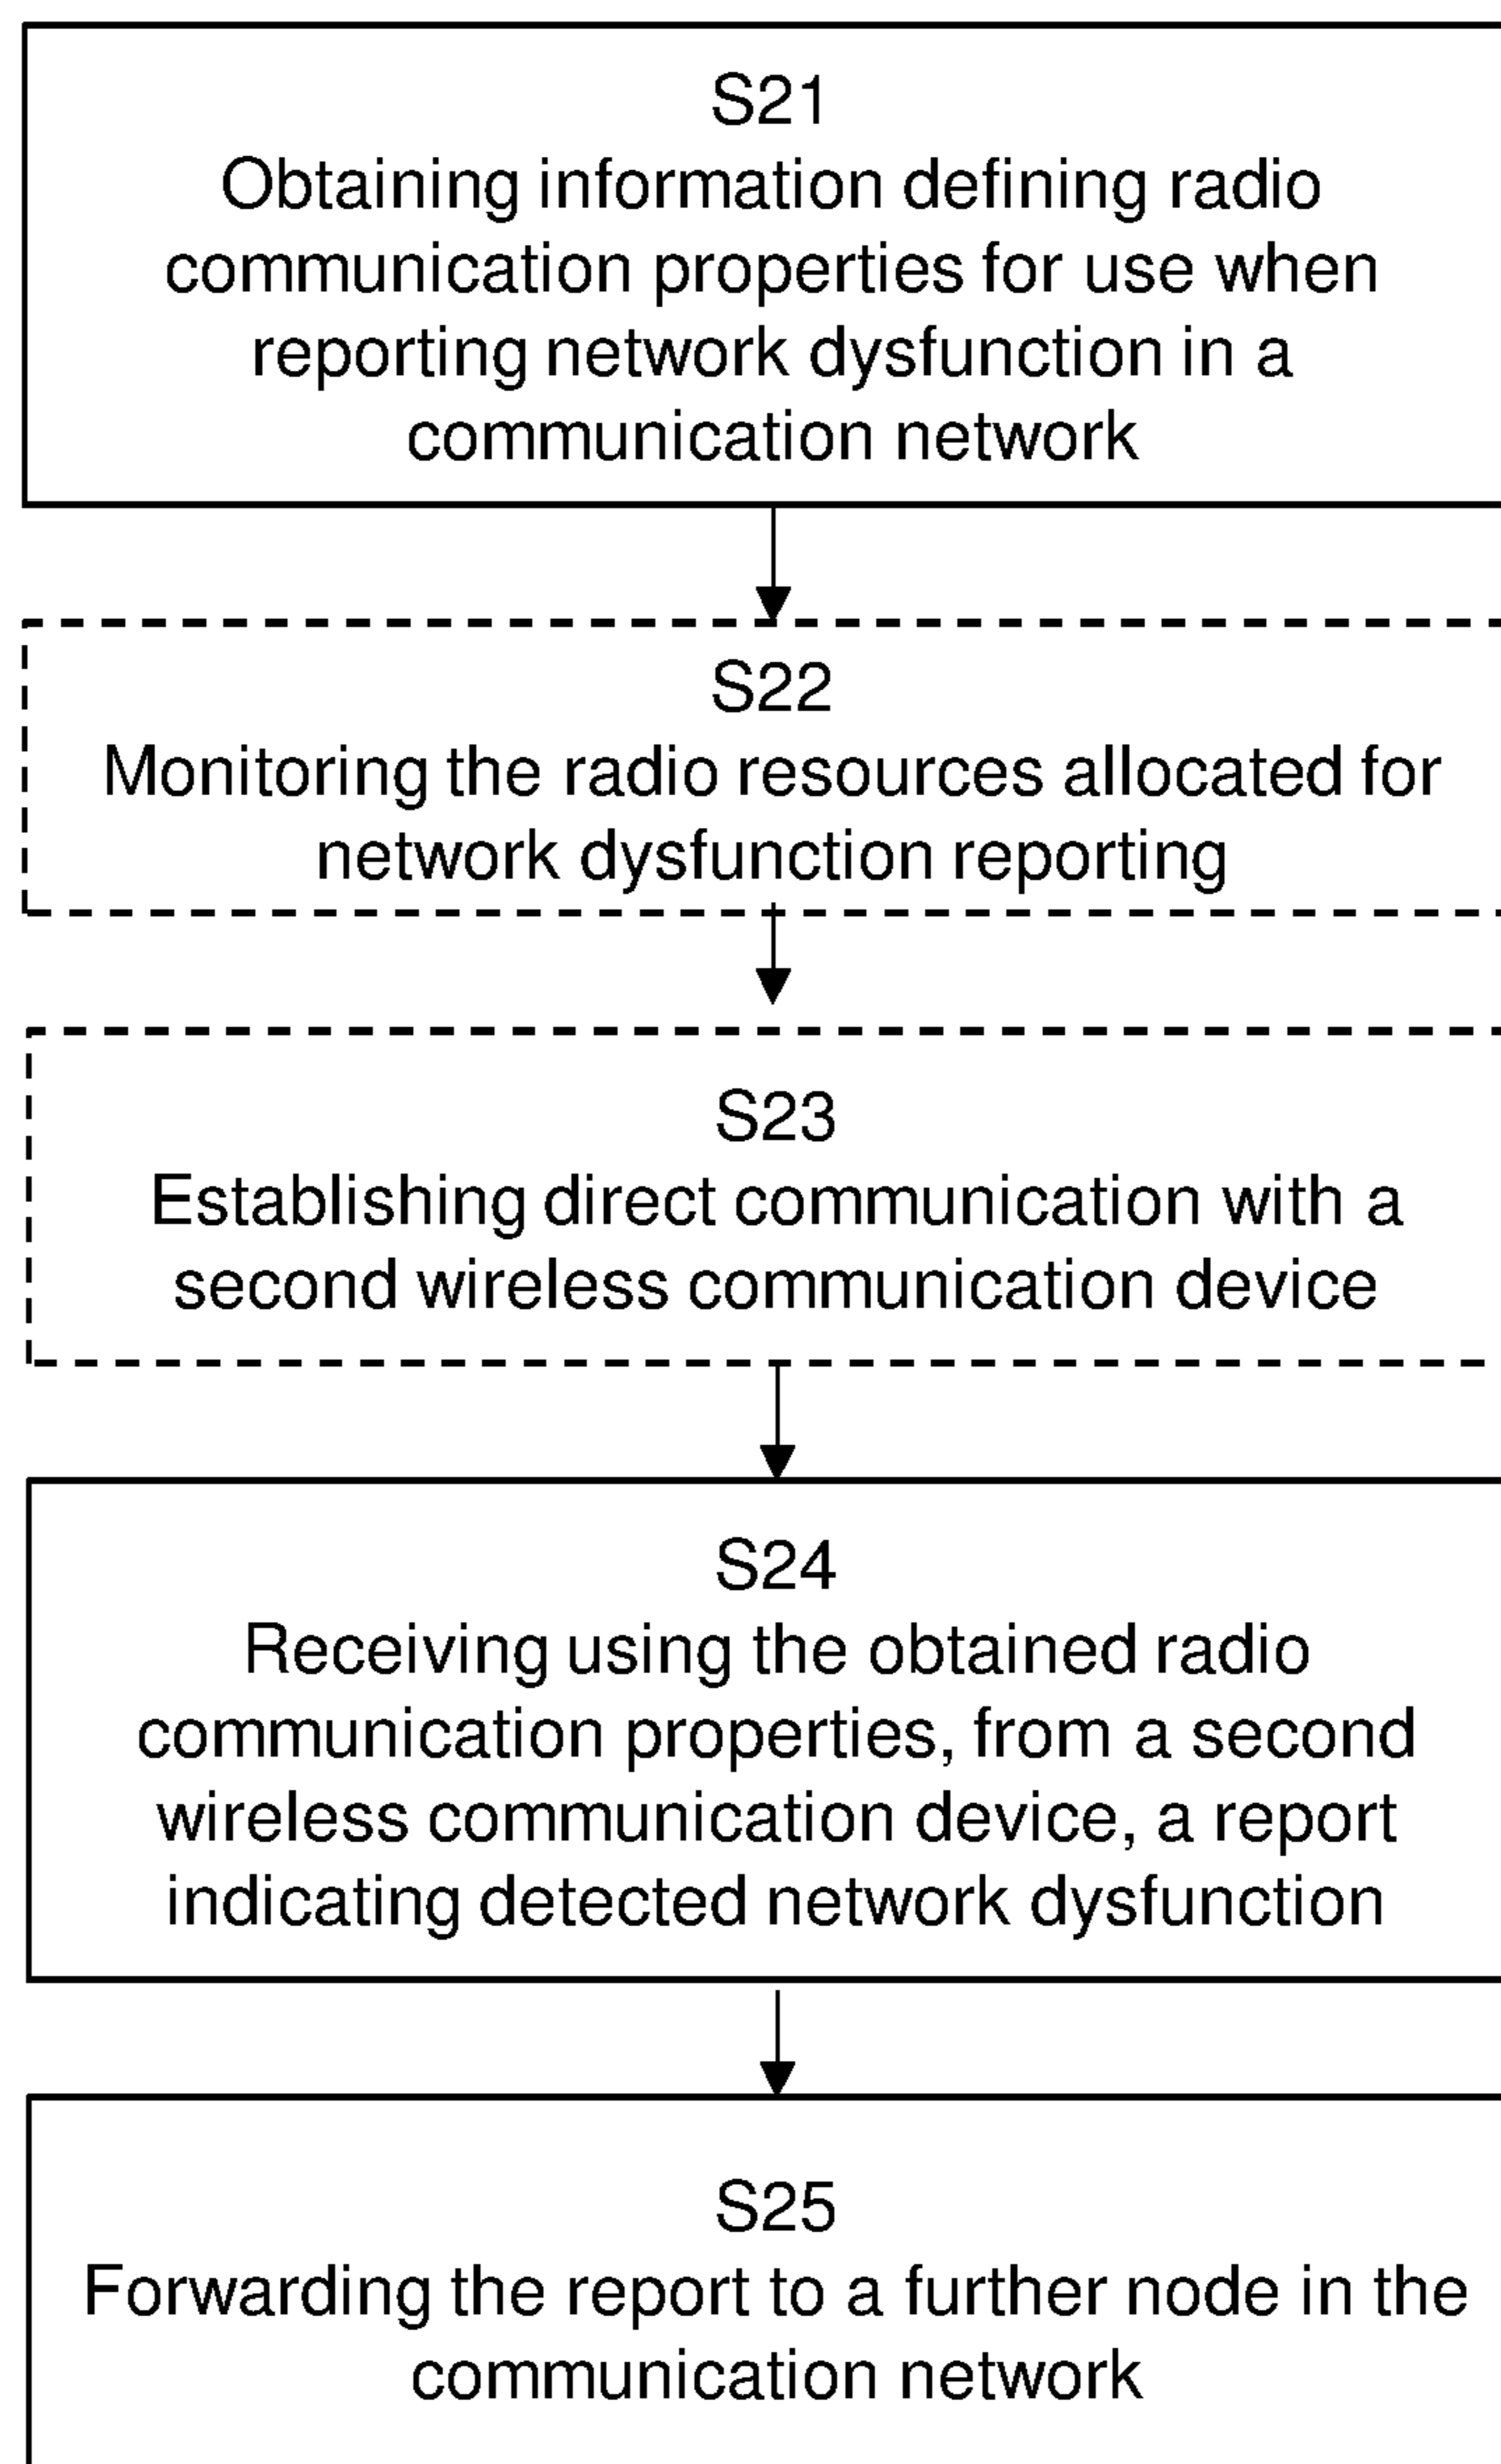 S21
Obtaining information defining radio
communication properties for use when
reporting network dysfunction in a
communication network
S22
Monitoring the radio resources allocated for
network dysfunction reporting
S23
Establishing direct communication with a
second wireless communication device
S24
Receiving using the obtained radio
communication properties, from a second
wireless communication device, a report
indicating detected network dysfunction
S25
Forwarding the report to a further node in the
communication network